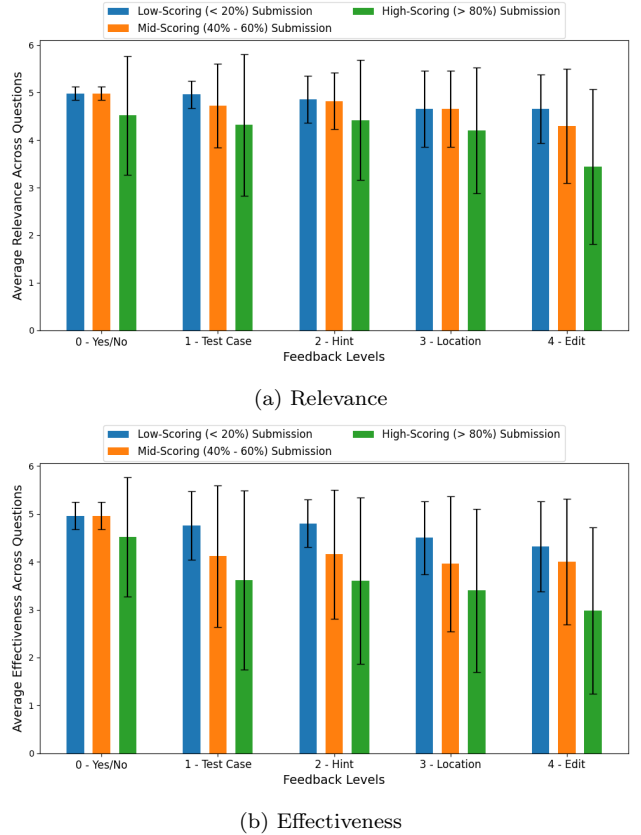 Low-Scoring (< 20%) Submission
High-Scoring (> 80%) Submission
Mid-Scoring (40% - 60%) Submission
Average Relevance Across Questions
6
5
4
3
2
1
0
0 - Yes/No
1 - Test Case
2 - Hint
3 - Location
4 - Edit
Feedback Levels
(a) Relevance
Low-Scoring (< 20%) Submission
High-Scoring (> 80%) Submission
Mid-Scoring (40% - 60%) Submission
Average Effectiveness Across Questions
6
5
4
3
2
1
0
0 - Yes/No
1 - Test Case
2 - Hint
3 - Location
4 - Edit
Feedback Levels
(b) Effectiveness